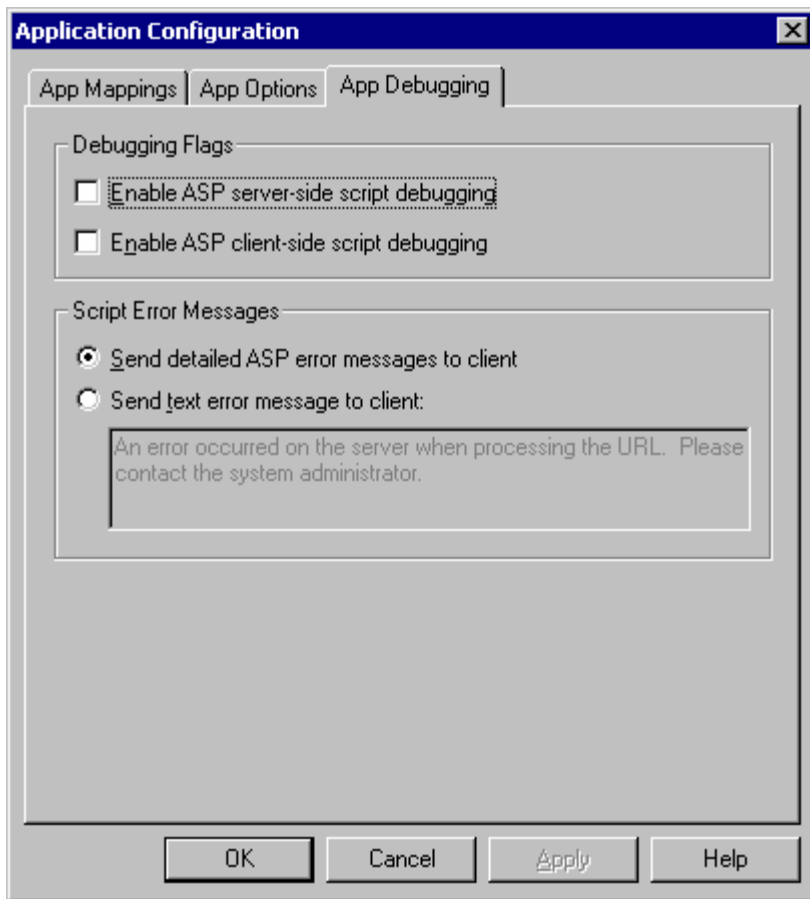 Application Configuration
App Mappings App Options App Debugging
Debugging Flags
Enable ASP server-side script debugging
Enable ASP client-side script debugging
Script Error Messages
Send detailed ASP error messages to client
Send text error message to client:
An error occurred on the server when processing the URL.  Please
contact the system administrator.
OK Cancel Apply Help